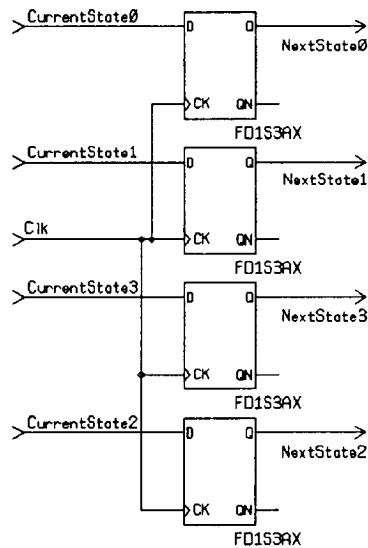 CurrentState0
D
Q
NextState0
CK
QN
FD1S3AX
CurrentState1
D
Q
NextState1
Clk
CK
QN
FD1S3AX
CurrentState3
D
Q
NextState3
CK
QN
FD1S3AX
CurrentState2
D
Q
NextState2
CK
QN
FD1S3AX